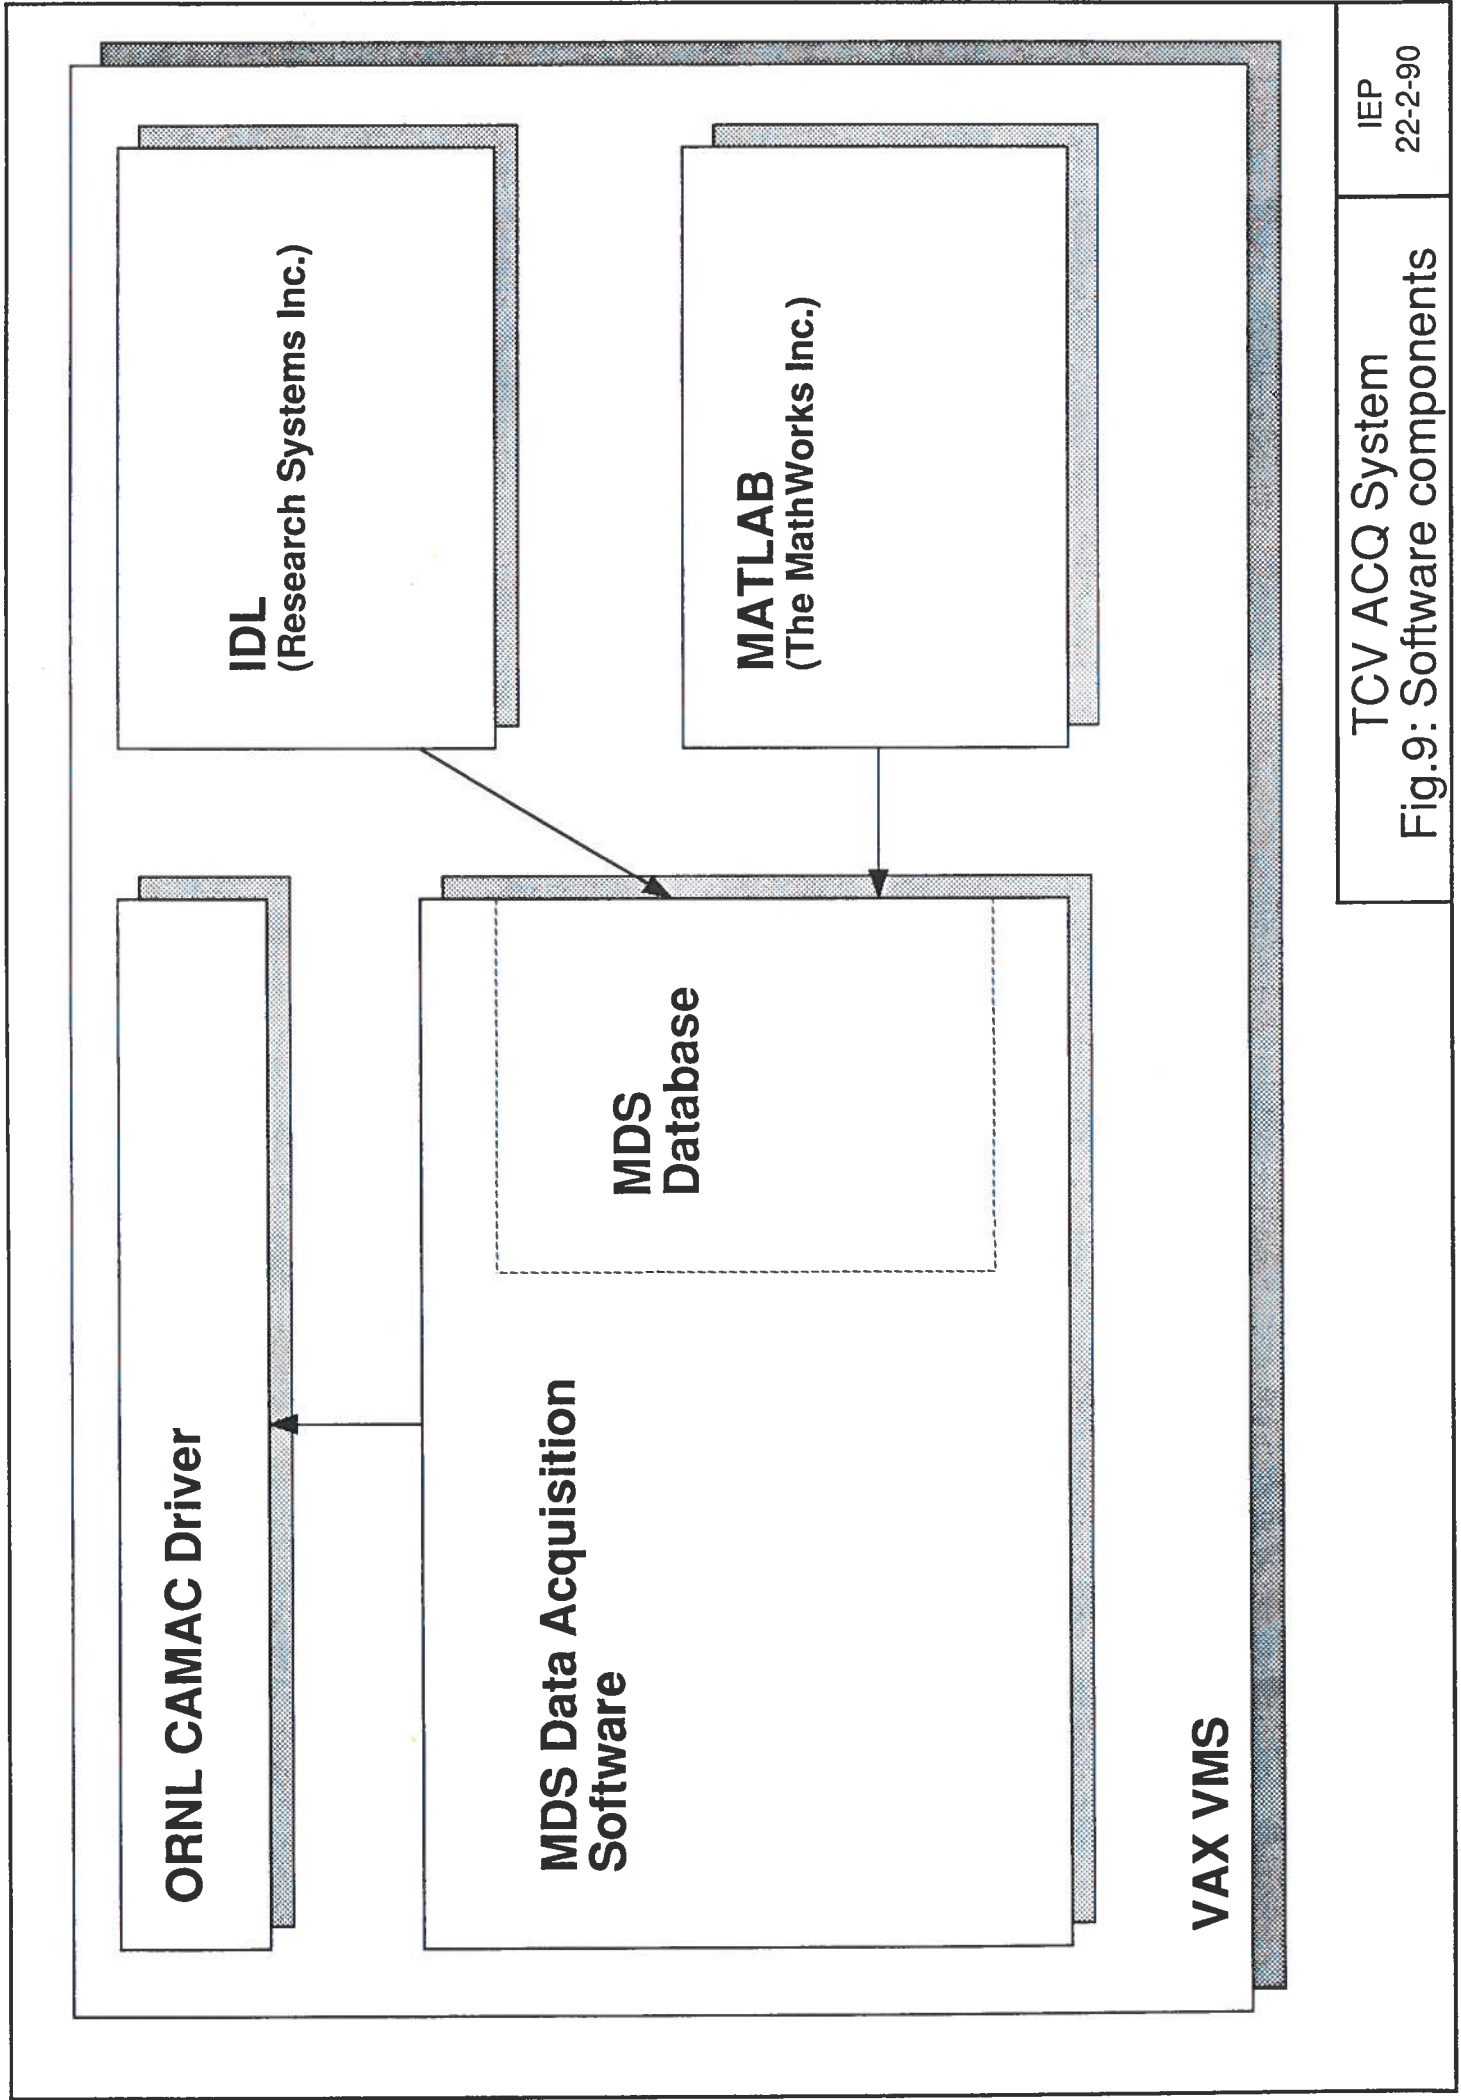 ORNL CAMAC Driver
IDL
(Research Systems Inc.)
MDS Data Acquisition
Software
MDS
Database
MATLAB
(The MathWorks Inc.)
VAX VMS
TCV ACQ System
Fig.9: Software components
IEP
22-2-90